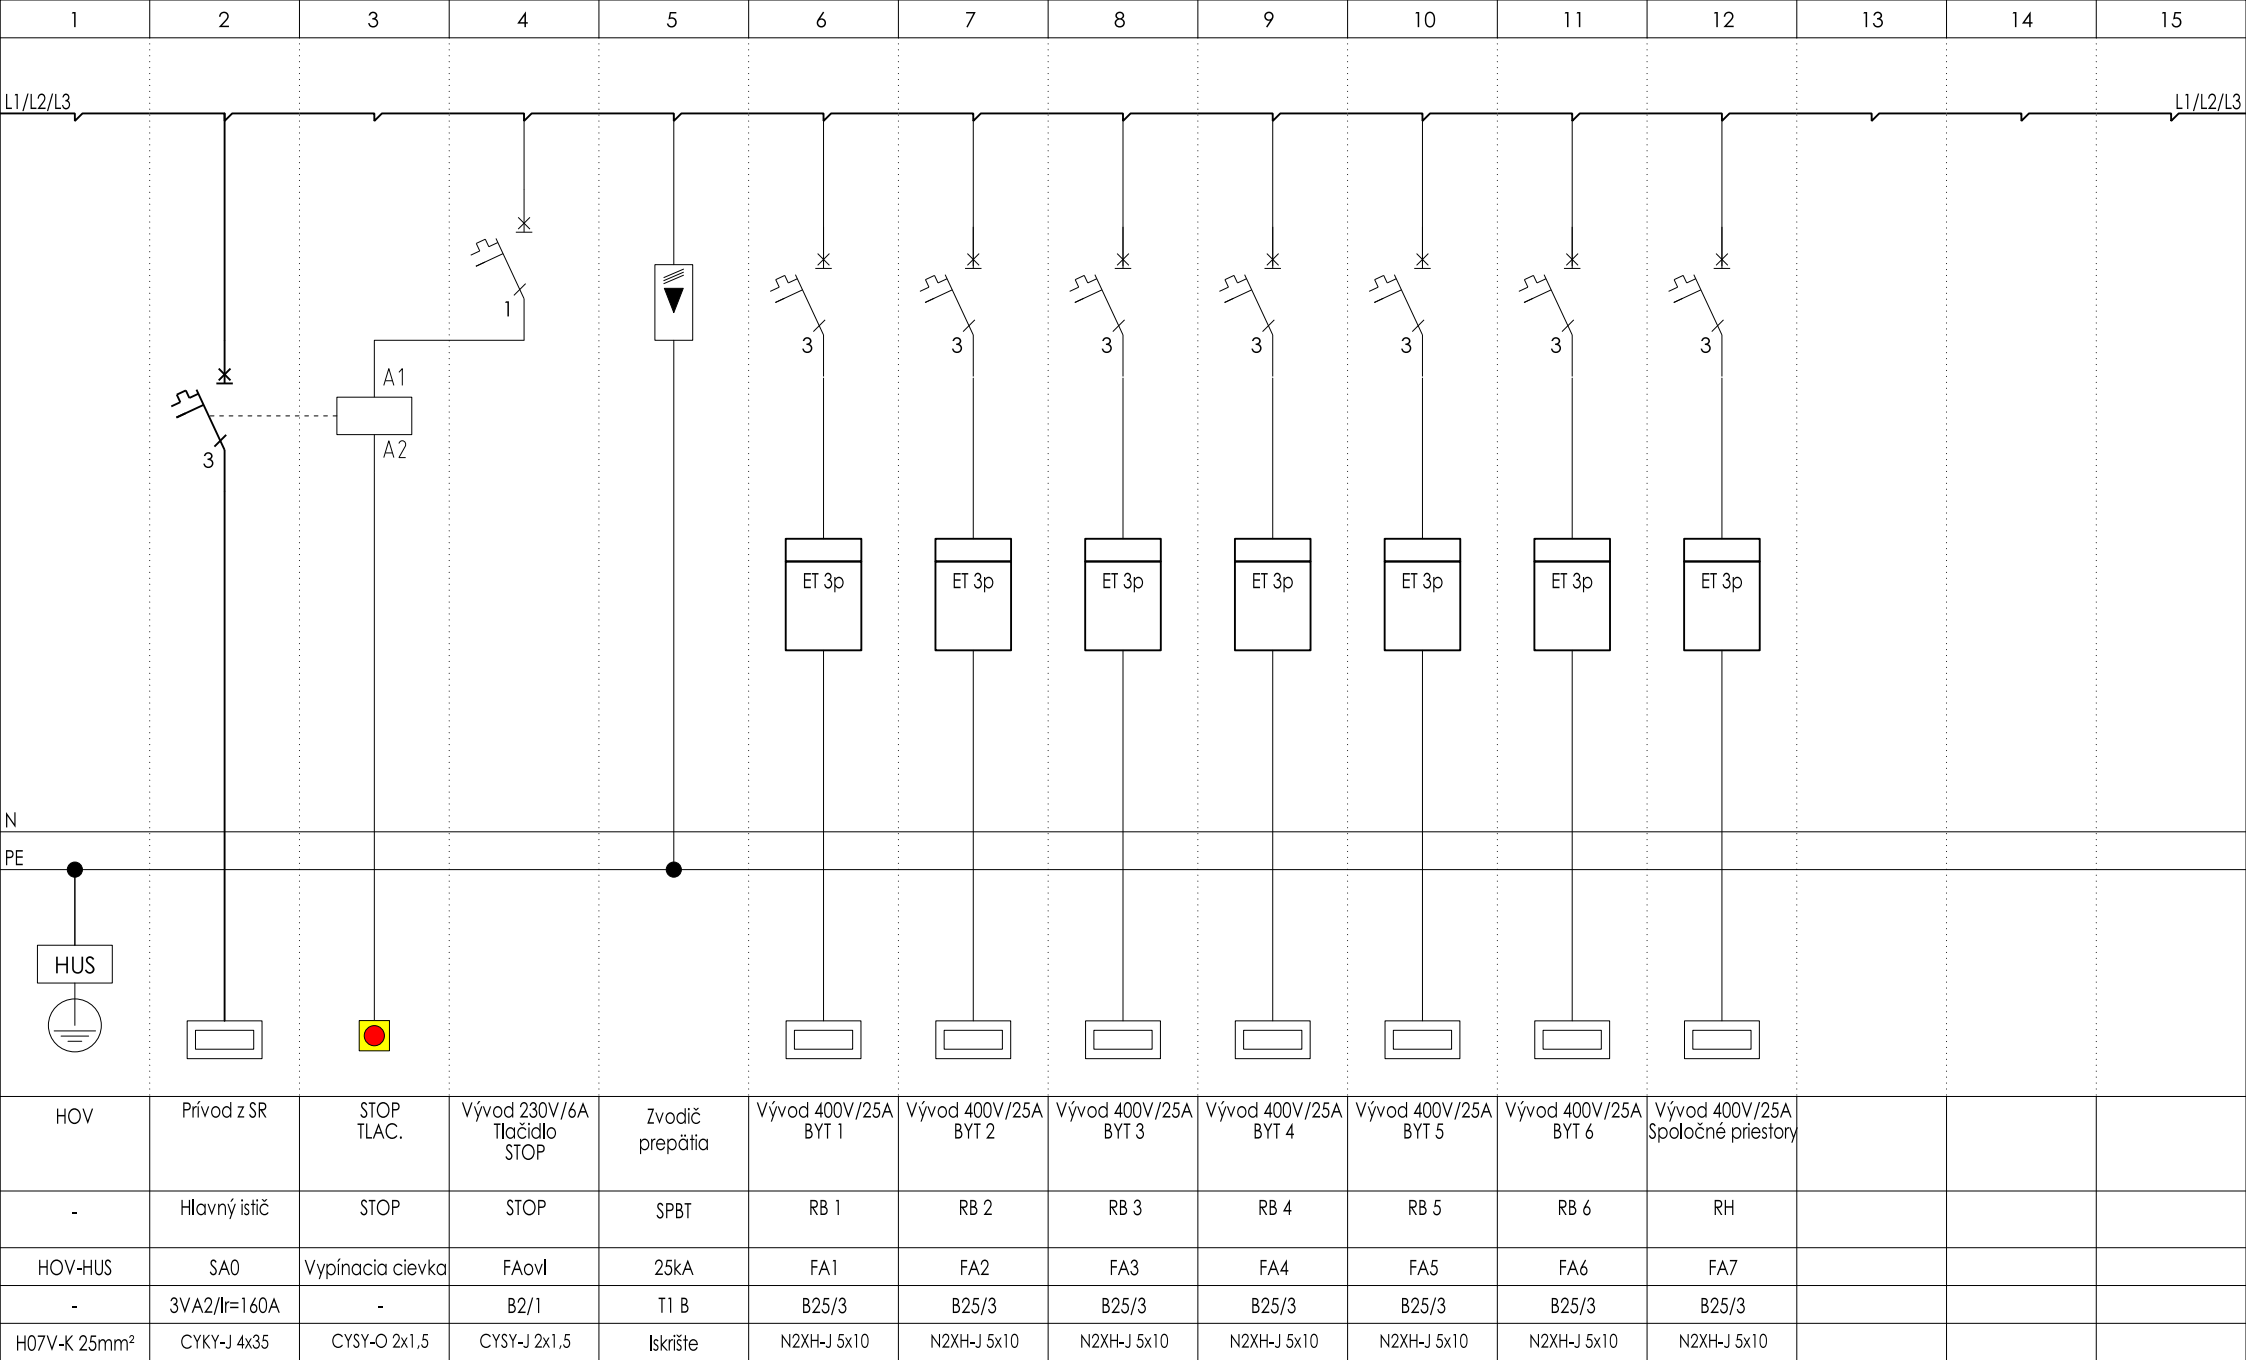 1 2 3 4 5 6 7 8 9 10 11 12 13 14 15
L1/L2/L3 L1/L2/L3
1
3 3 3 3 3 3 3
A1
A2
3
ET 3p ET 3p ET 3p ET 3p ET 3p ET 3p ET 3p
N
PE
HUS
HOV
Prívod z SR
STOP
TLAC.
Vývod 230V/6A
Tlačidlo
STOP
Zvodič
prepätia
Vývod 400V/25A
BYT 1
Vývod 400V/25A
BYT 2
Vývod 400V/25A
BYT 3
Vývod 400V/25A
BYT 4
Vývod 400V/25A
BYT 5
Vývod 400V/25A
BYT 6
Vývod 400V/25A
Spoločné priestory
- Hlavný istič STOP STOP SPBT RB 1 RB 2 RB 3 RB 4 RB 5 RB 6 RH
HOV-HUS SA0 Vypínacia cievka FAovl 25kA FA1 FA2 FA3 FA4 FA5 FA6 FA7
- 3VA2/Ir=160A - B2/1 T1 B B25/3 B25/3 B25/3 B25/3 B25/3 B25/3 B25/3
H07V-K 25mm² CYKY-J 4x35 CYSY-O 2x1,5 CYSY-J 2x1,5 Iskrište N2XH-J 5x10 N2XH-J 5x10 N2XH-J 5x10 N2XH-J 5x10 N2XH-J 5x10 N2XH-J 5x10 N2XH-J 5x10